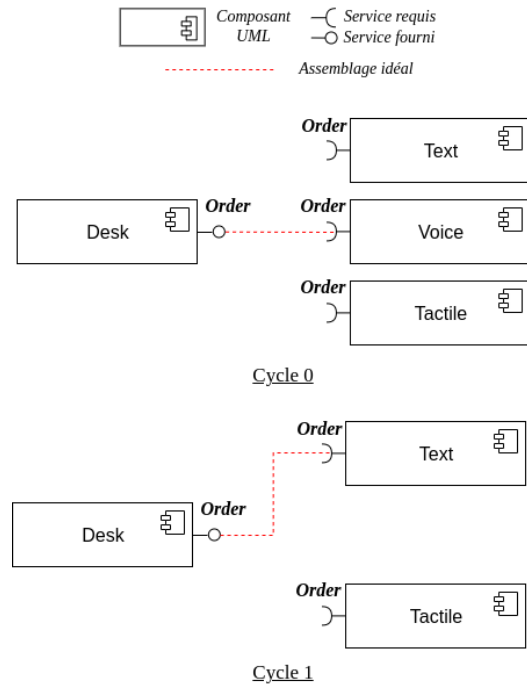 Composant
UML
Service requis
Service fourni
Assemblage idéal
Order
Text
Order
Order
Desk
Voice
Order
Tactile
Cycle 0
Order
Text
Order
Desk
Order
Tactile
Cycle 1